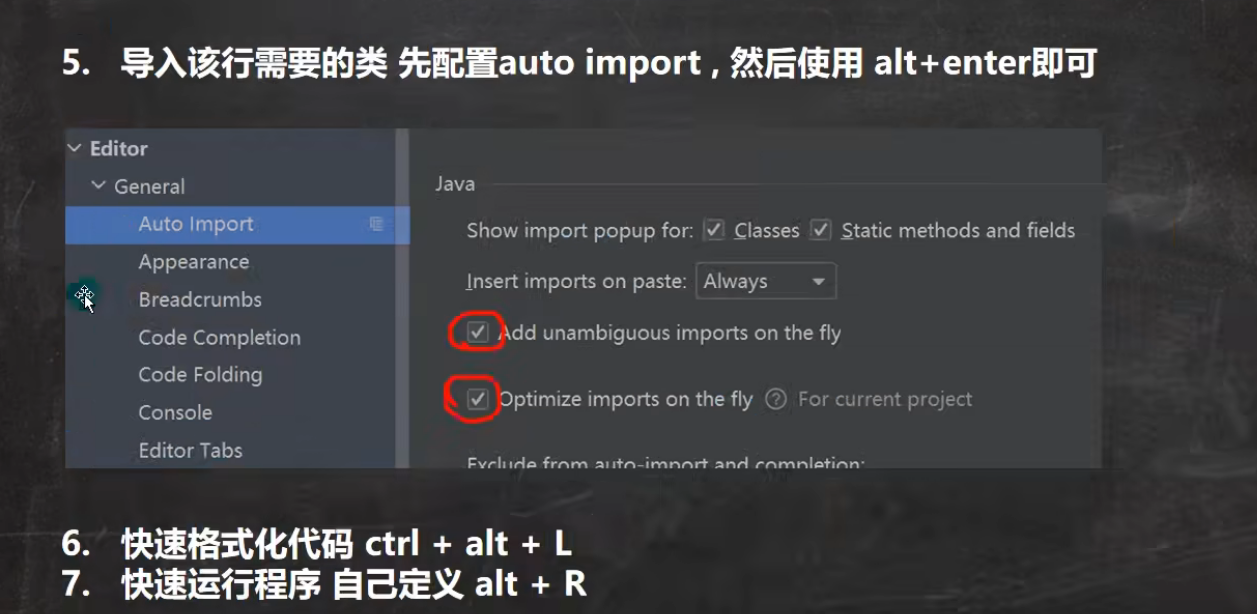 5. 导入该行需要的类 先配置auto import , 然后使用 alt+enter即可
Editor
General
Auto Import
Appearance
Breadcrumbs
Code Completion
Code Folding
Console
Editor Tabs
Java
Show import popup for: Classes Static methods and fields
Insert imports on paste: Always
Add unambiguous imports on the fly
Optimize imports on the fly ? For current project
Exclude from auto-import and completion:
6. 快速格式化代码 ctrl + alt + L
7. 快速运行程序 自己定义 alt + R